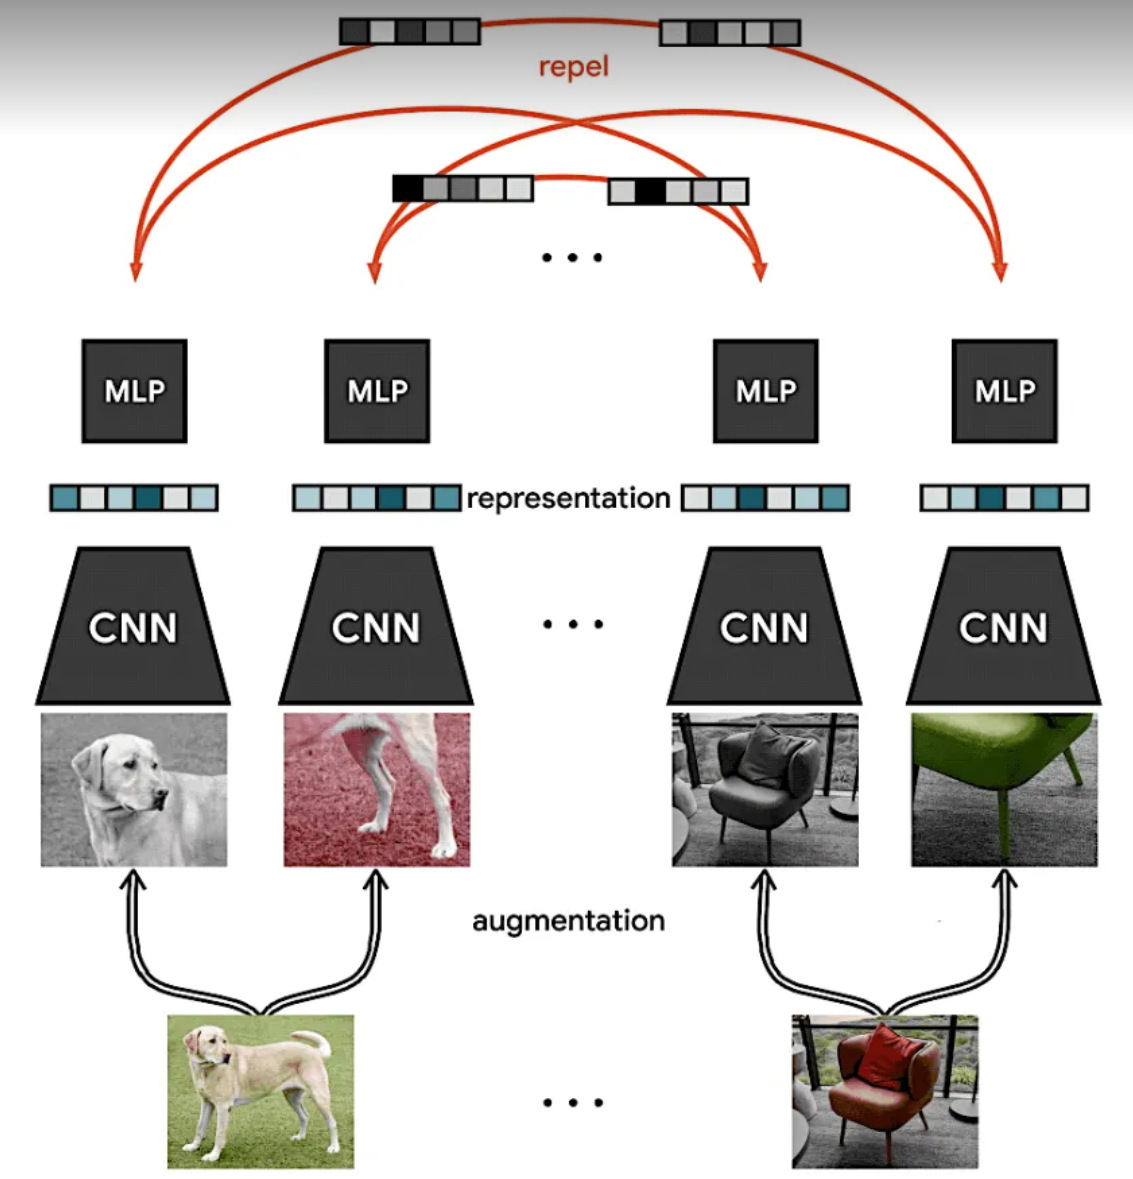 repel
MLP
MLP
MLP
MLP
representation
CNN
CNN
CNN
CNN
augmentation